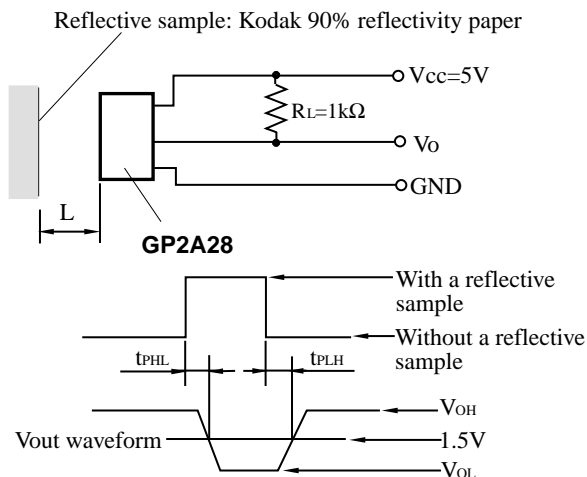 Reflective sample: Kodak 90% reflectivity paper
Vcc=5V
RL=1kΩ
Vo
GND
L
GP2A28
With a reflective
sample
Without a reflective
sample
tPHL
tPLH
VOH
Vout waveform
1.5V
VOL